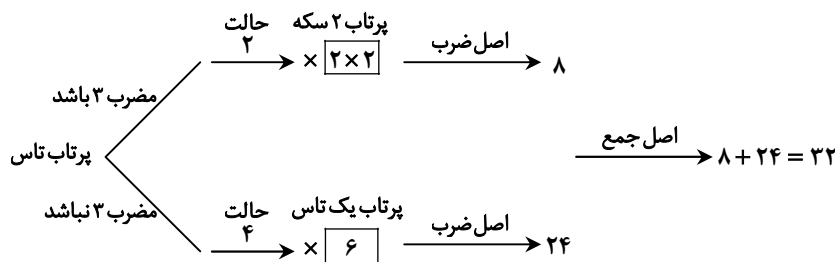 حالت
۲
پرتاب ۲ سکه
× ۲×۲
اصل ضرب
۸
مضرب ۳ باشد
پرتاب تاس
مضرب ۳ نباشد
حالت
۴
پرتاب یک تاس
× ۶
اصل ضرب
۲۴
اصل جمع
۸ + ۲۴ = ۳۲